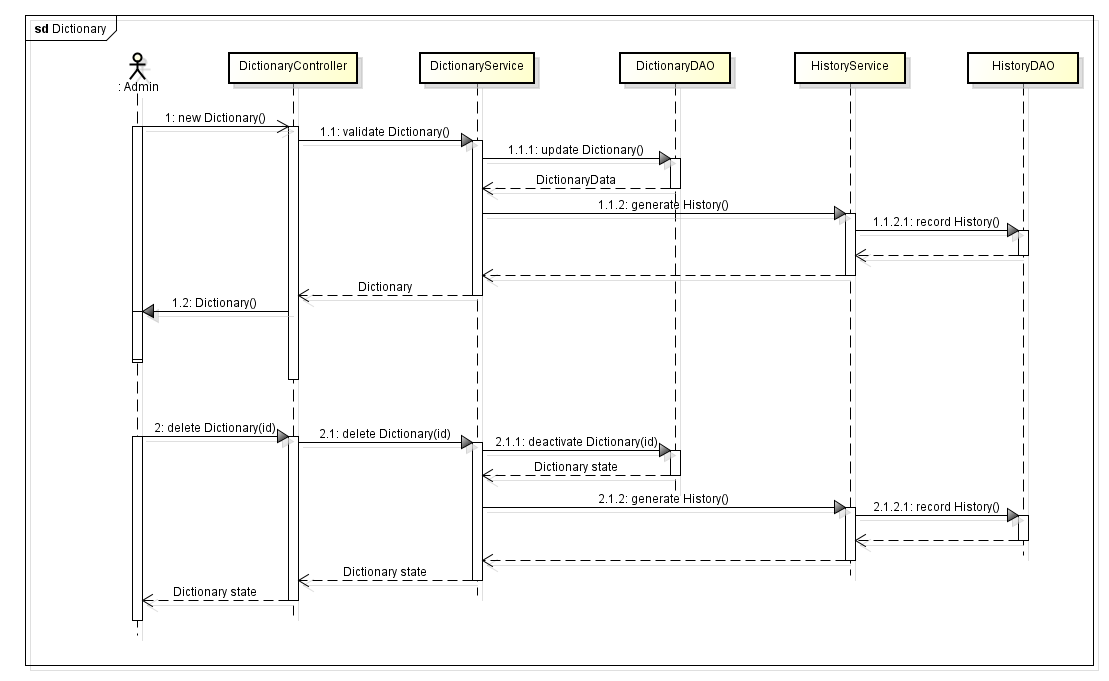 sd Dictionary
: Admin
DictionaryController
DictionaryService
DictionaryDAO
HistoryService
HistoryDAO
1: new Dictionary()
1.1: validate Dictionary()
1.1.1: update Dictionary()
DictionaryData
1.1.2: generate History()
1.1.2.1: record History()
Dictionary
1.2: Dictionary()
2: delete Dictionary(id)
2.1: delete Dictionary(id)
2.1.1: deactivate Dictionary(id)
Dictionary state
2.1.2: generate History()
2.1.2.1: record History()
Dictionary state
Dictionary state